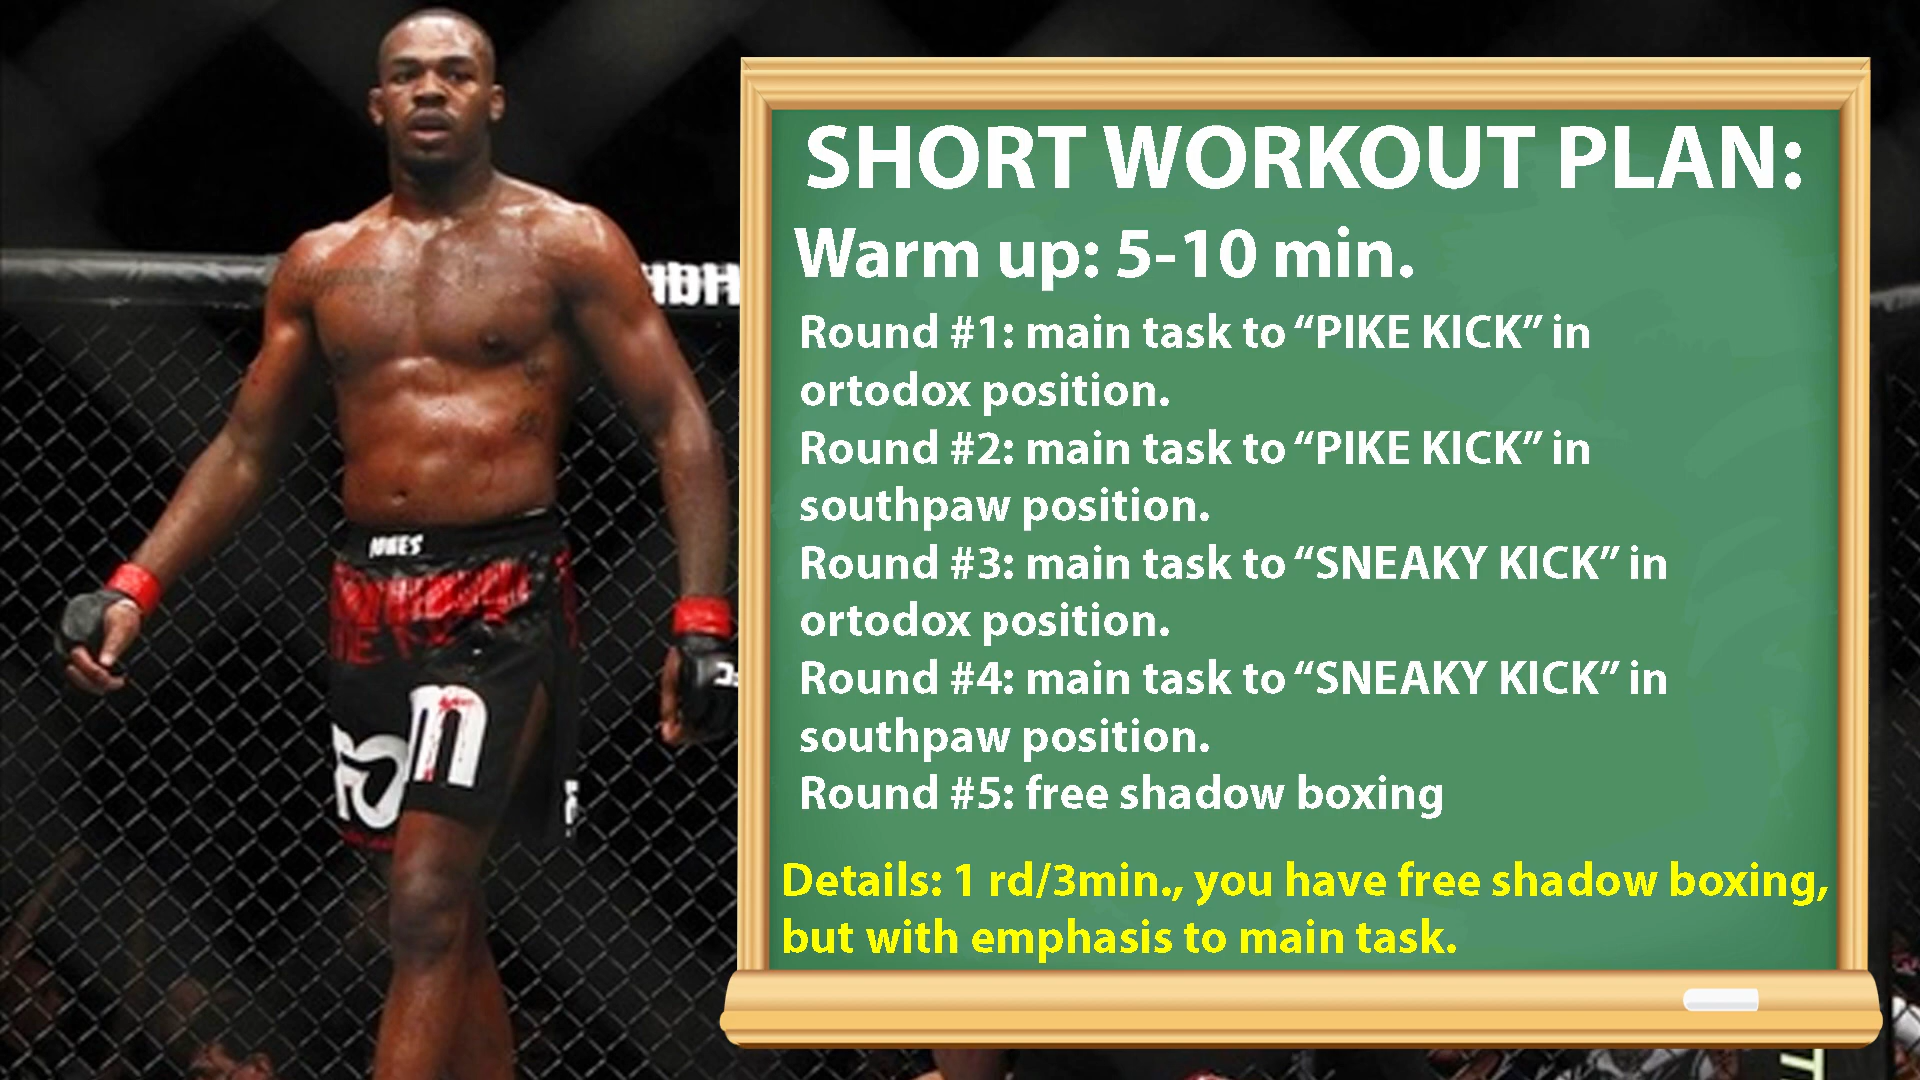 SHORT WORKOUT PLAN:
Warm up: 5-10 min.
Round #1: main task to “PIKE KICK” in
ortodox position.
Round #2: main task to “PIKE KICK” in
southpaw position.
Round #3: main task to “SNEAKY KICK” in
ortodox position.
Round #4: main task to “SNEAKY KICK” in
southpaw position.
Round #5: free shadow boxing
Details: 1 rd/3min., you have free shadow boxing,
but with emphasis to main task.
JONES